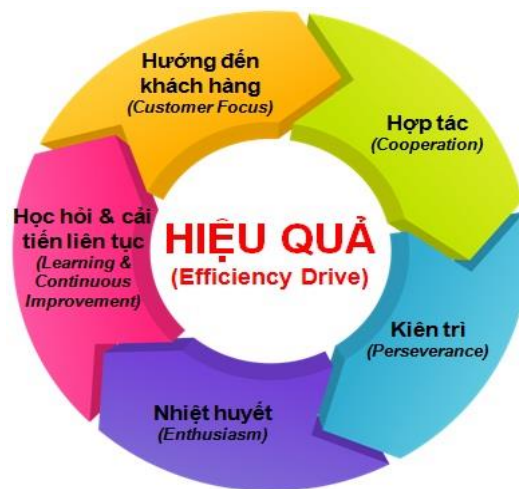 Hướng đến
khách hàng
(Customer Focus)
Hợp tác
(Cooperation)
Kiên trì
(Perseverance)
Nhiệt huyết
(Enthusiasm)
Học hỏi & cải
tiến liên tục
(Learning &
Continuous
Improvement)
HIỆU QUẢ
(Efficiency Drive)